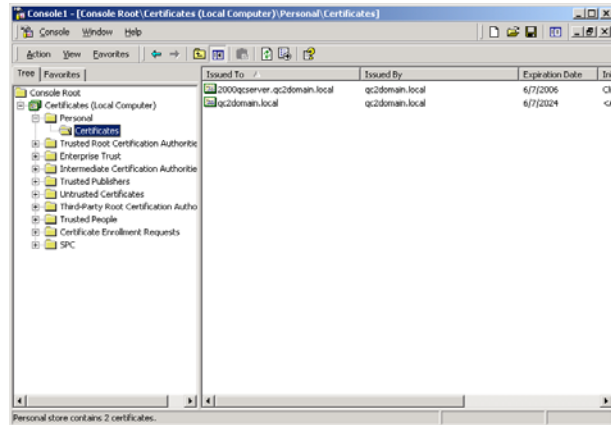 Console1 - [Console Root\Certificates (Local Computer)\Personal\Certificates]
Console Window Help
Action View Favorites
Tree Favorites
Issued To Issued By Expiration Date
Console Root
Certificates (Local Computer)
Personal
Certificates
Trusted Root Certification Authoritie
Enterprise Trust
Intermediate Certification Authoritie
Trusted Publishers
Untrusted Certificates
Third-Party Root Certification Autho
Trusted People
Certificate Enrollment Requests
SPC
2000qcserver.qc2domain.local qc2domain.local 6/7/2006
qc2domain.local qc2domain.local 6/7/2024
Personal store contains 2 certificates.